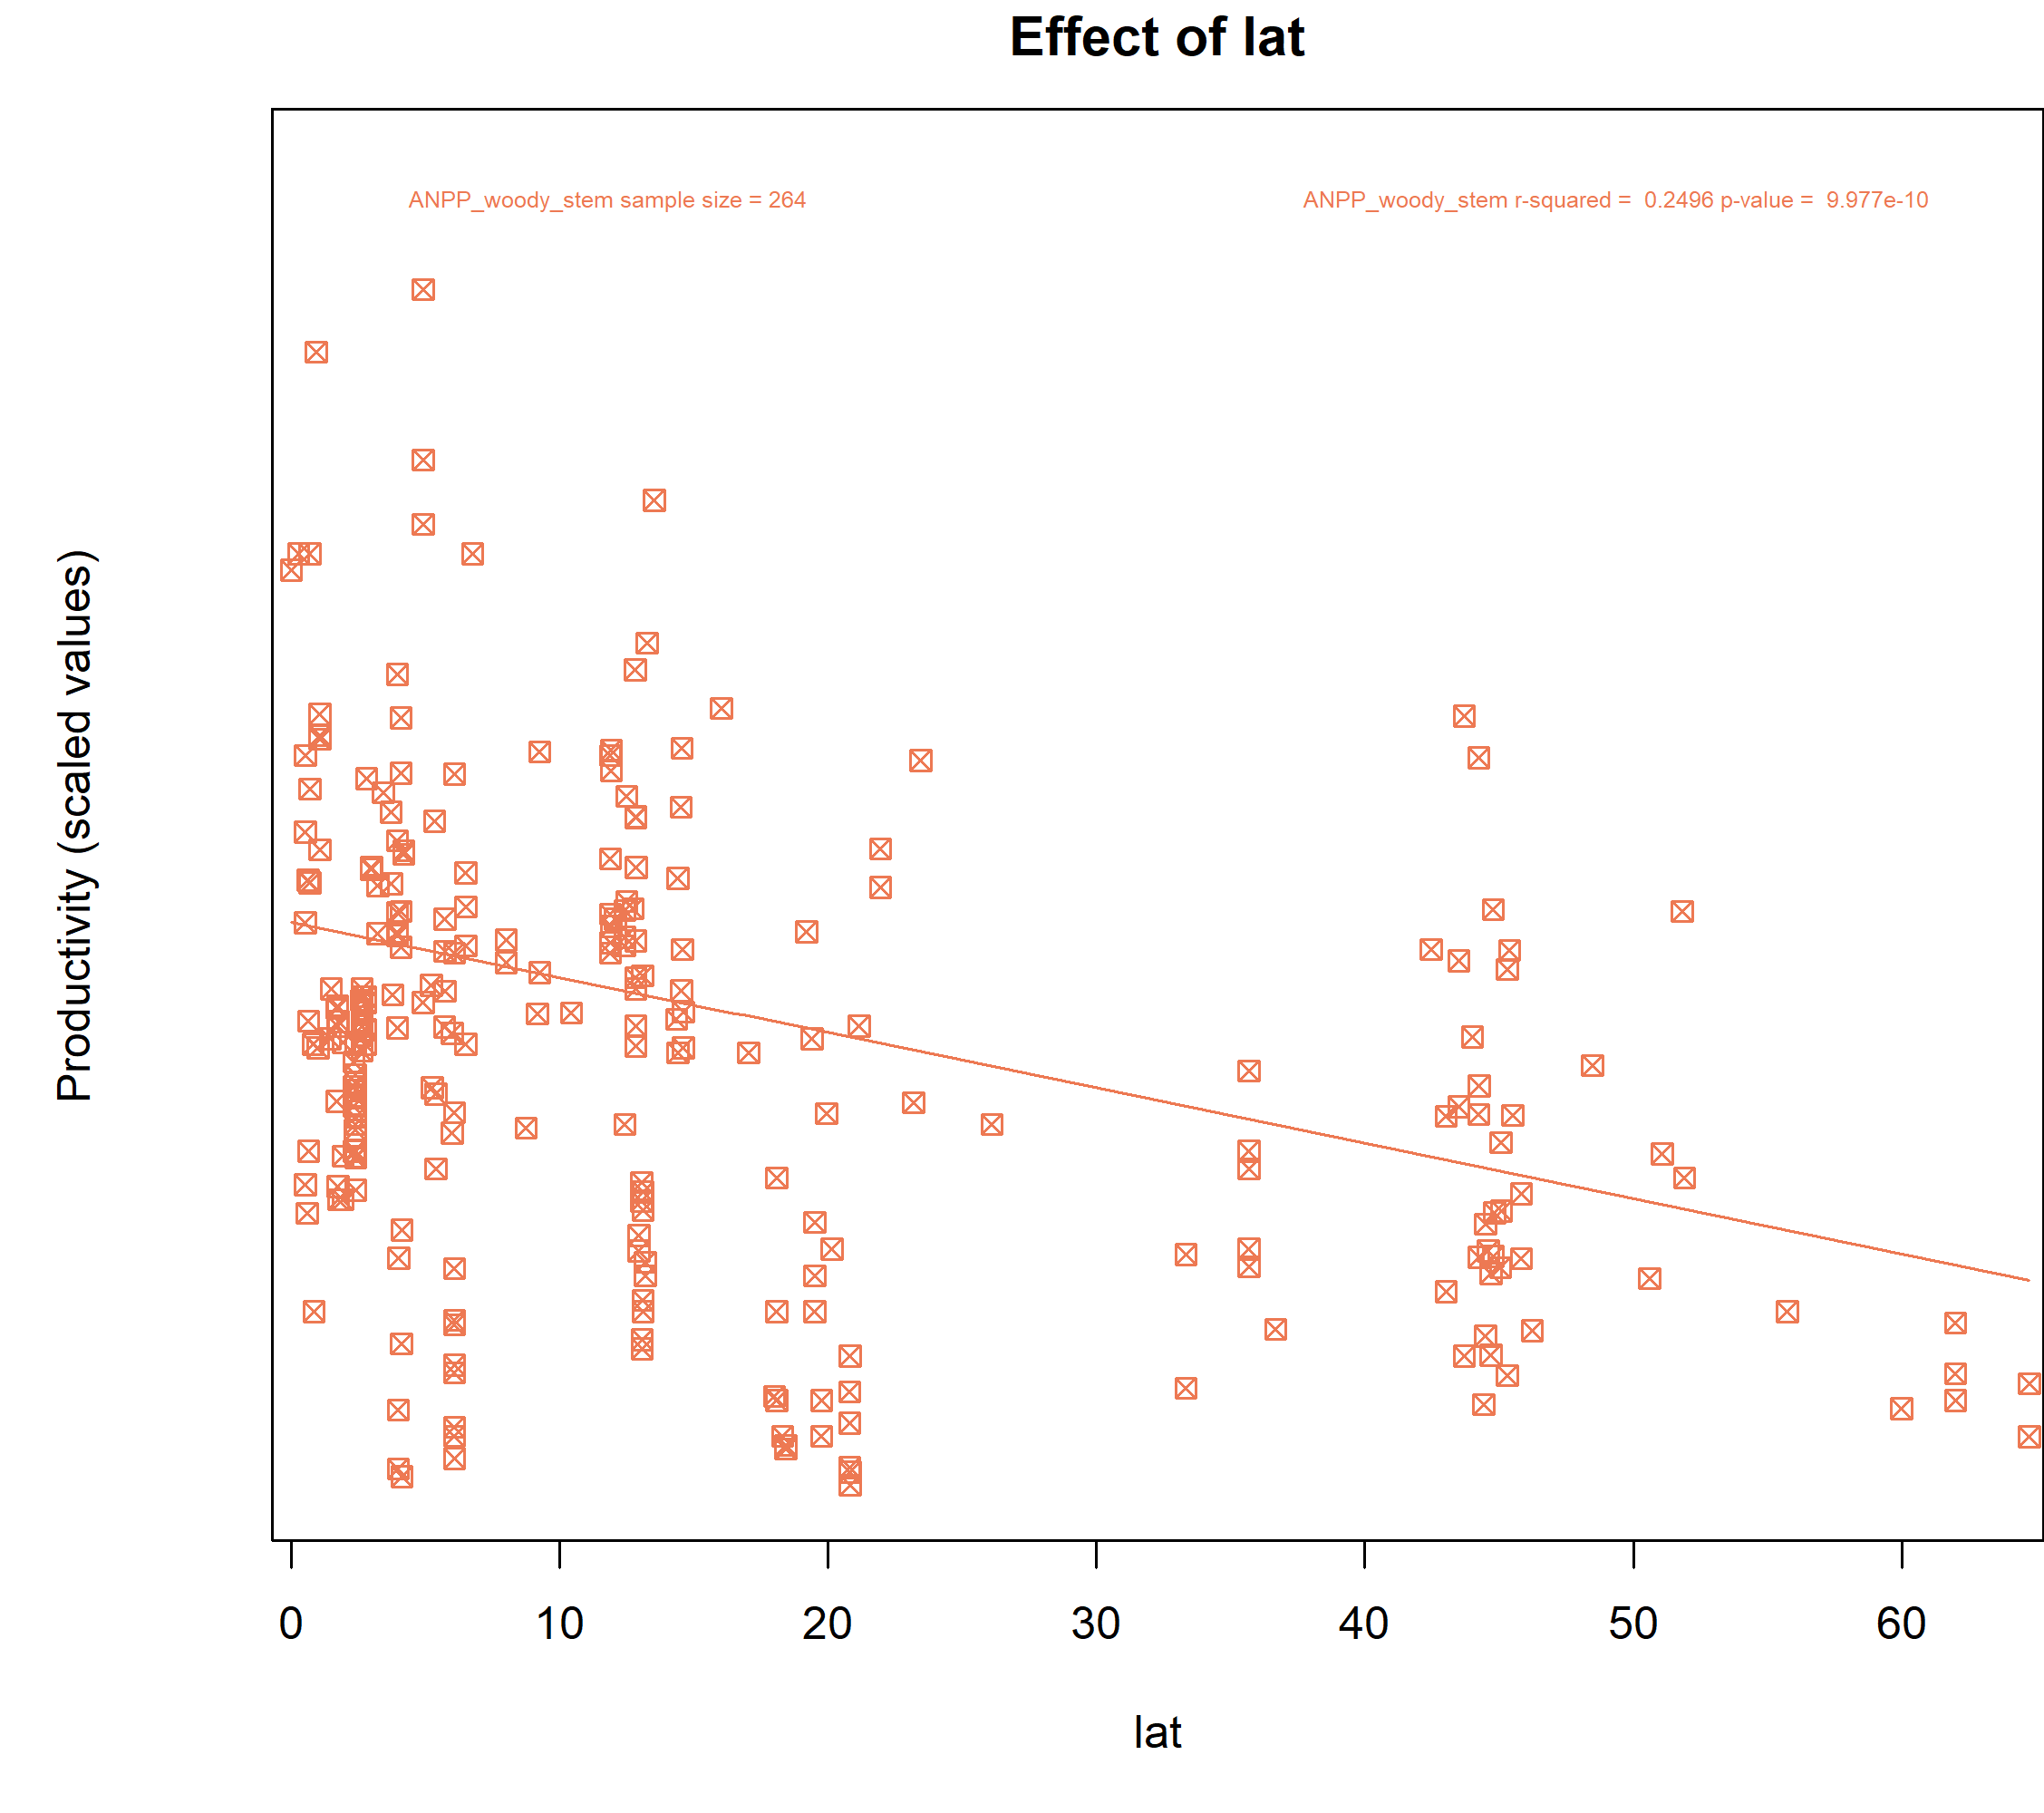 Effect of lat
ANPP_woody_stem sample size = 264
ANPP_woody_stem r-squared =  0.2496 p-value =  9.977e-10
Productivity (scaled values)
0 10 20 30 40 50 60
lat